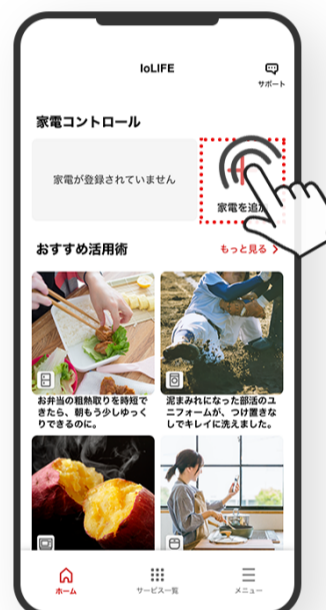 IoLIFE
サポート
家電コントロール
家電が登録されていません
家電を追加
おすすめ活用術
もっと見る
お弁当の粗熱取りを時短で
きたら、朝もう少しゆっく
りできるのに。
泥まみれになった部活のユ
ニフォームが、つけ置きな
しでキレイに洗えました。
ホーム
サービス一覧
メニュー